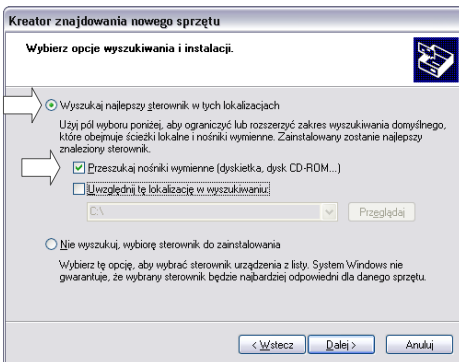 Kreator znajdowania nowego sprzętu
Wybierz opcje wyszukiwania i instalacji.
Wyszukaj najlepszy sterownik w tych lokalizacjach
Użyj pól wyboru poniżej, aby ograniczyć lub rozszerzyć zakres wyszukiwania domyślnego,
które obejmuje ścieżki lokalne i nośniki wymienne. Zainstalowany zostanie najlepszy
znaleziony sterownik.
Przeszukaj nośniki wymienne (dyskietka, dysk CD-ROM...)
Uwzględnij tę lokalizację w wyszukiwaniu:
C:\
Przeglądaj
Nie wyszukuj, wybiorę sterownik do zainstalowania
Wybierz tę opcję, aby wybrać sterownik urządzenia z listy. System Windows nie
gwarantuje, że wybrany sterownik będzie najbardziej odpowiedni dla danego sprzętu.
< Wstecz
Dalej >
Anuluj